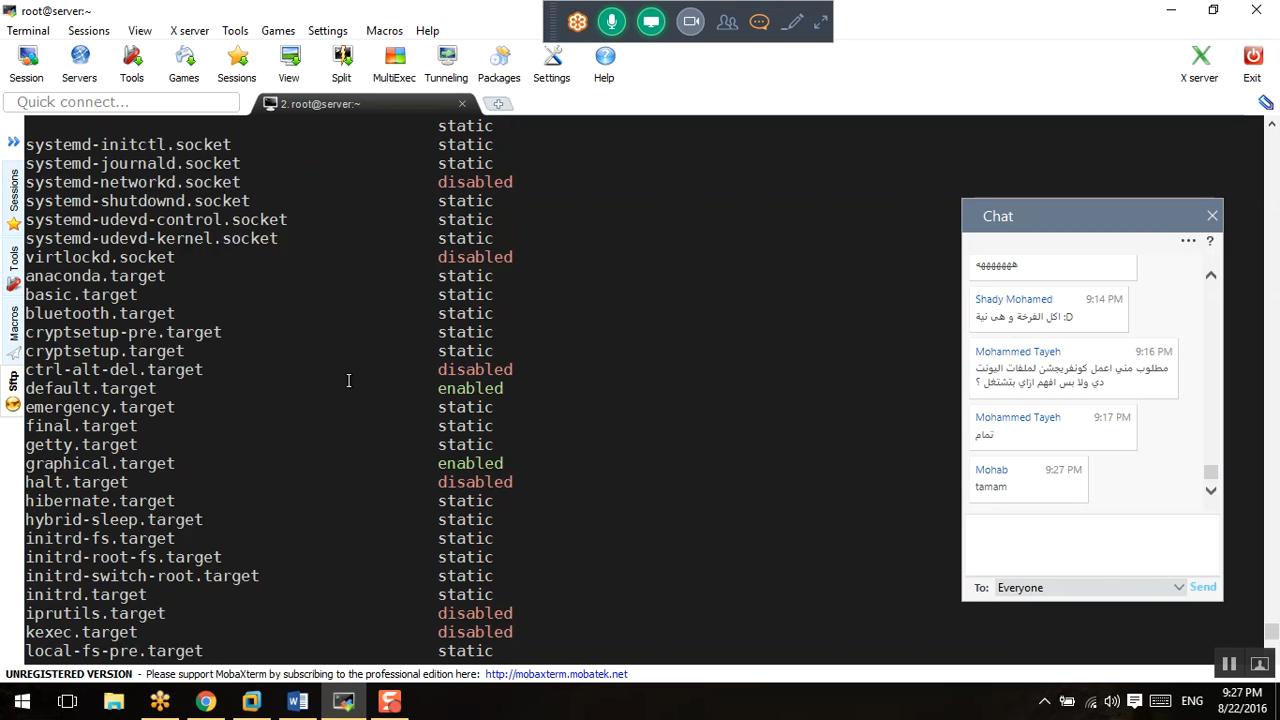 root@server:~
Terminal Sessions View X server Tools Games Settings Macros Help
Session Servers Tools Games Sessions View Split MultiExec Tunneling Packages Settings Help X server Exit
Quick connect...
2. root@server:~
Sessions
Tools
Macros
Sftp
static
systemd-initctl.socket static
systemd-journald.socket static
systemd-networkd.socket disabled
systemd-shutdownd.socket static
systemd-udevd-control.socket static
systemd-udevd-kernel.socket static
virtlockd.socket disabled
anaconda.target static
basic.target static
bluetooth.target static
cryptsetup-pre.target static
cryptsetup.target static
ctrl-alt-del.target disabled
default.target enabled
emergency.target static
final.target static
getty.target static
graphical.target enabled
halt.target disabled
hibernate.target static
hybrid-sleep.target static
initrd-fs.target static
initrd-root-fs.target static
initrd-switch-root.target static
initrd.target static
iprutils.target disabled
kexec.target disabled
local-fs-pre.target static
Chat
... ?
Shady Mohamed 9:14 PM
اكل الفرخة و هى نية :D
Mohammed Tayeh 9:16 PM
مطلوب مني اعمل كونفريجشن لملفات اليونت
دي ولا بس افهم ازاي بتشتغل ؟
Mohammed Tayeh 9:17 PM
تمام
Mohab 9:27 PM
tamam
To: Everyone Send
UNREGISTERED VERSION - Please support MobaXterm by subscribing to the professional edition here: http://mobaxterm.mobatek.net
ENG
9:27 PM
8/22/2016